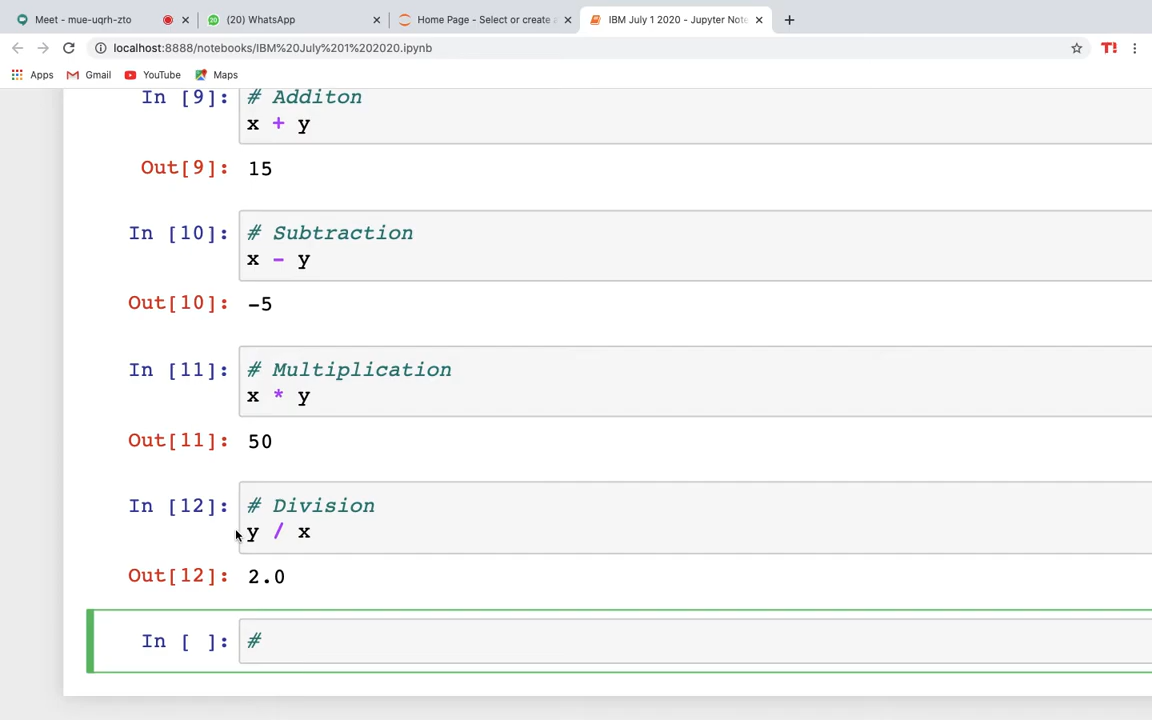 Meet - mue-uqrh-zto
(20) WhatsApp
Home Page - Select or create
IBM July 1 2020 - Jupyter Note
localhost:8888/notebooks/IBM%20July%201%202020.ipynb
Apps Gmail YouTube Maps
In [9]: # Additon
x + y
Out[9]: 15
In [10]: # Subtraction
x - y
Out[10]: -5
In [11]: # Multiplication
x * y
Out[11]: 50
In [12]: # Division
y / x
Out[12]: 2.0
In [ ]: #